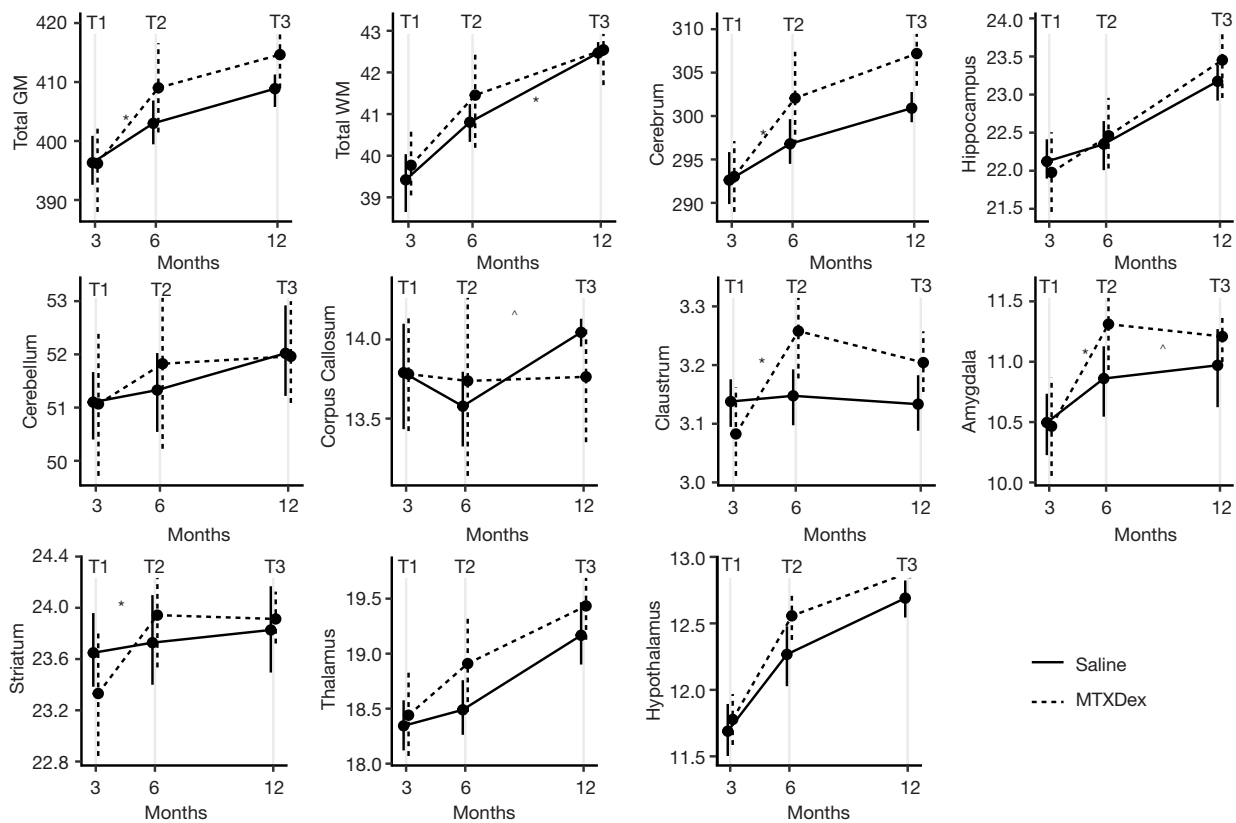 T1 T2 T3
420
410
400
390
Total GM
3 6 12
Months
T1 T2 T3
43
42
41
40
39
Total WM
*
3 6 12
Months
T1 T2 T3
310
305
300
295
290
Cerebrum
*
3 6 12
Months
T1 T2 T3
24.0
23.5
23.0
22.5
22.0
21.5
Hippocampus
3 6 12
Months
*
T1 T2 T3
53
52
51
50
Cerebellum
3 6 12
Months
T1 T2 T3
^
14.0
13.5
Corpus Callosum
3 6 12
Months
T1 T2 T3
3.3
3.2
3.1
3.0
Claustrum
*
3 6 12
Months
T1 T2 T3
11.5
11.0
10.5
10.0
Amygdala
* ^
3 6 12
Months
T1 T2 T3
24.4
24.0
23.6
23.2
22.8
Striatum
*
3 6 12
Months
T1 T2 T3
19.5
19.0
18.5
18.0
Thalamus
3 6 12
Months
T1 T2 T3
13.0
12.5
12.0
11.5
Hypothalamus
3 6 12
Months
Saline
MTXDex